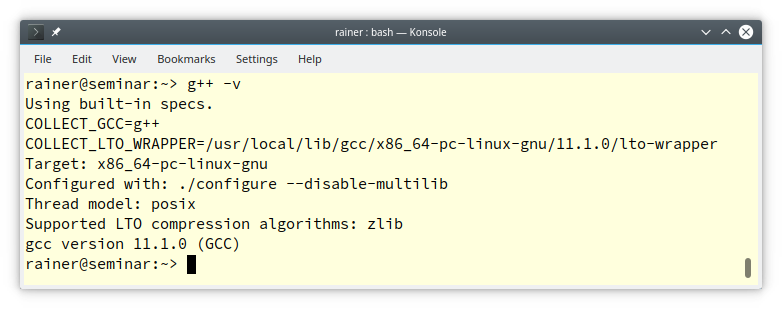 rainer : bash — Konsole
File Edit View Bookmarks Settings Help
rainer@seminar:~> g++ -v
Using built-in specs.
COLLECT_GCC=g++
COLLECT_LTO_WRAPPER=/usr/local/lib/gcc/x86_64-pc-linux-gnu/11.1.0/lto-wrapper
Target: x86_64-pc-linux-gnu
Configured with: ./configure --disable-multilib
Thread model: posix
Supported LTO compression algorithms: zlib
gcc version 11.1.0 (GCC)
rainer@seminar:~>